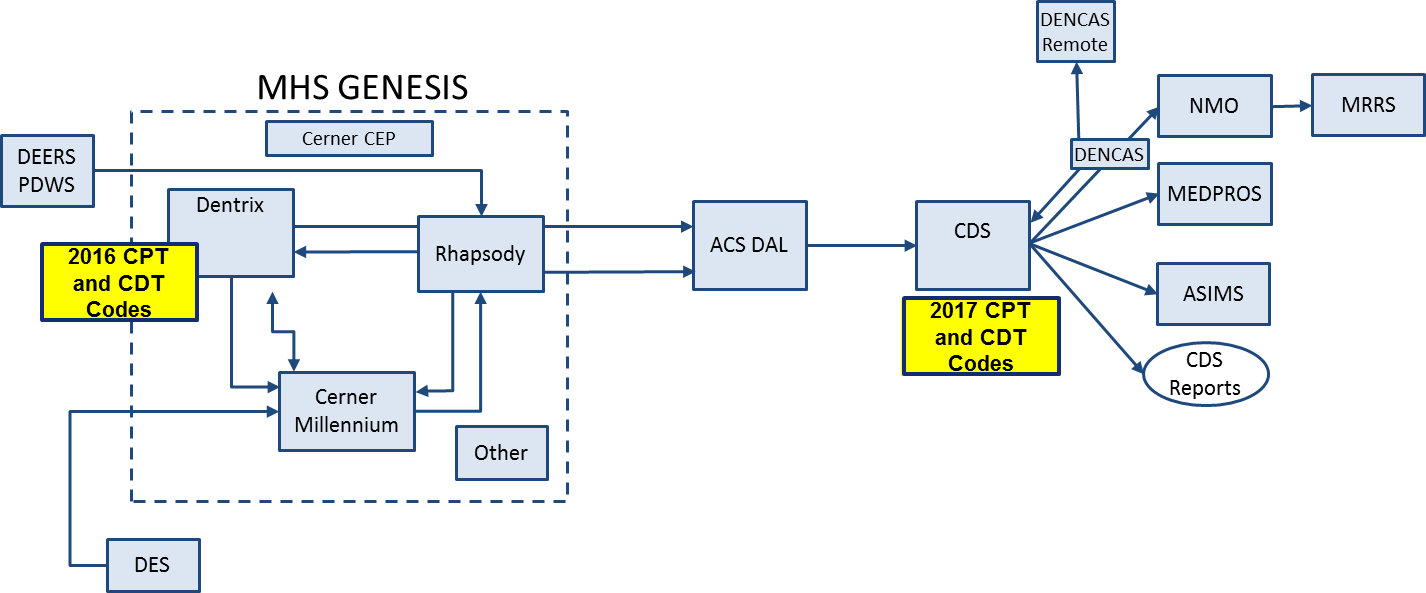 MHS GENESIS
Cerner CEP
DEERS
PDWS
Dentrix
2016 CPT
and CDT
Codes
Rhapsody
Cerner
Millennium
Other
DES
ACS DAL
CDS
2017 CPT
and CDT
Codes
DENCAS
Remote
DENCAS
NMO
MRRS
MEDPROS
ASIMS
CDS
Reports